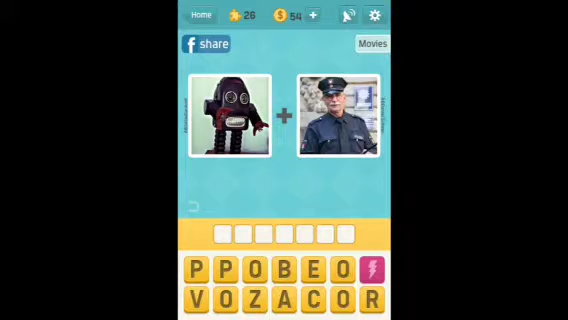 Home 26 54 +
f share
Movies
P P O B E O
V O Z A C O R